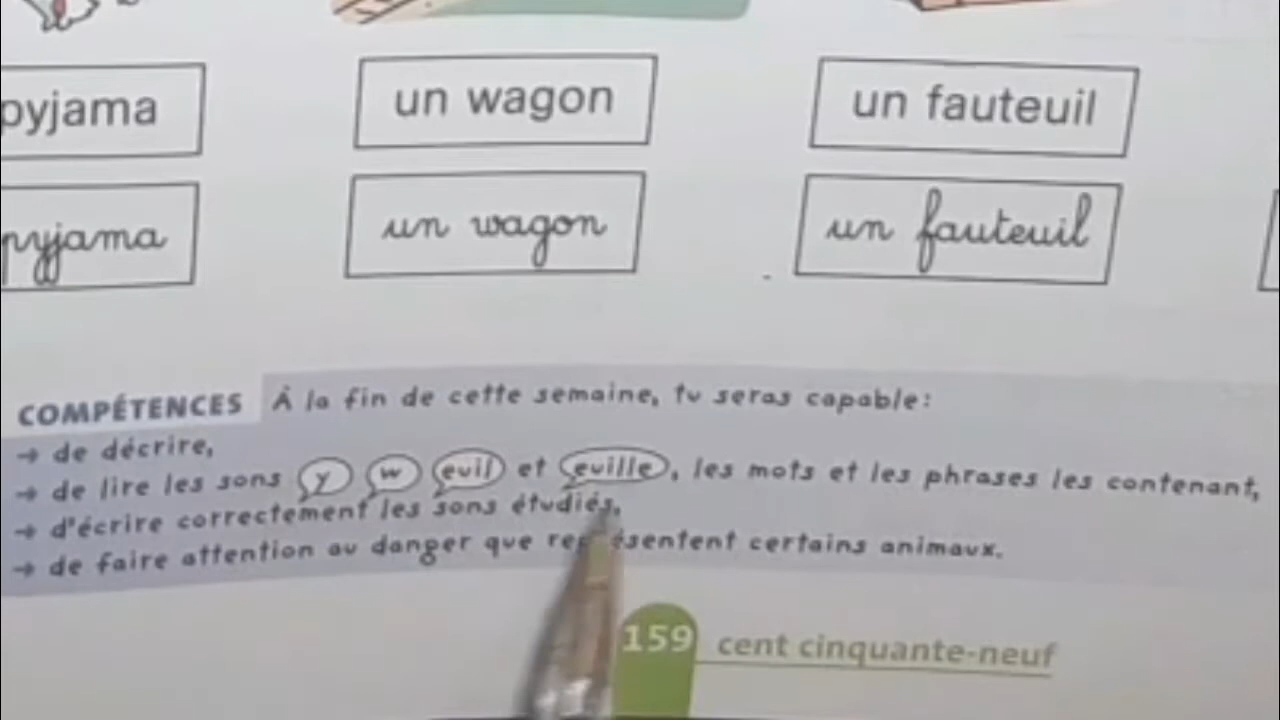 pyjama un wagon un fauteuil
pyjama un wagon un fauteuil
COMPÉTENCES À la fin de cette semaine, tu seras capable:
→ de décrire,
→ de lire les sons y w euil et euille, les mots et les phrases les contenant,
→ d'écrire correctement les sons étudiés,
→ de faire attention au danger que représentent certains animaux.
159 cent cinquante-neuf